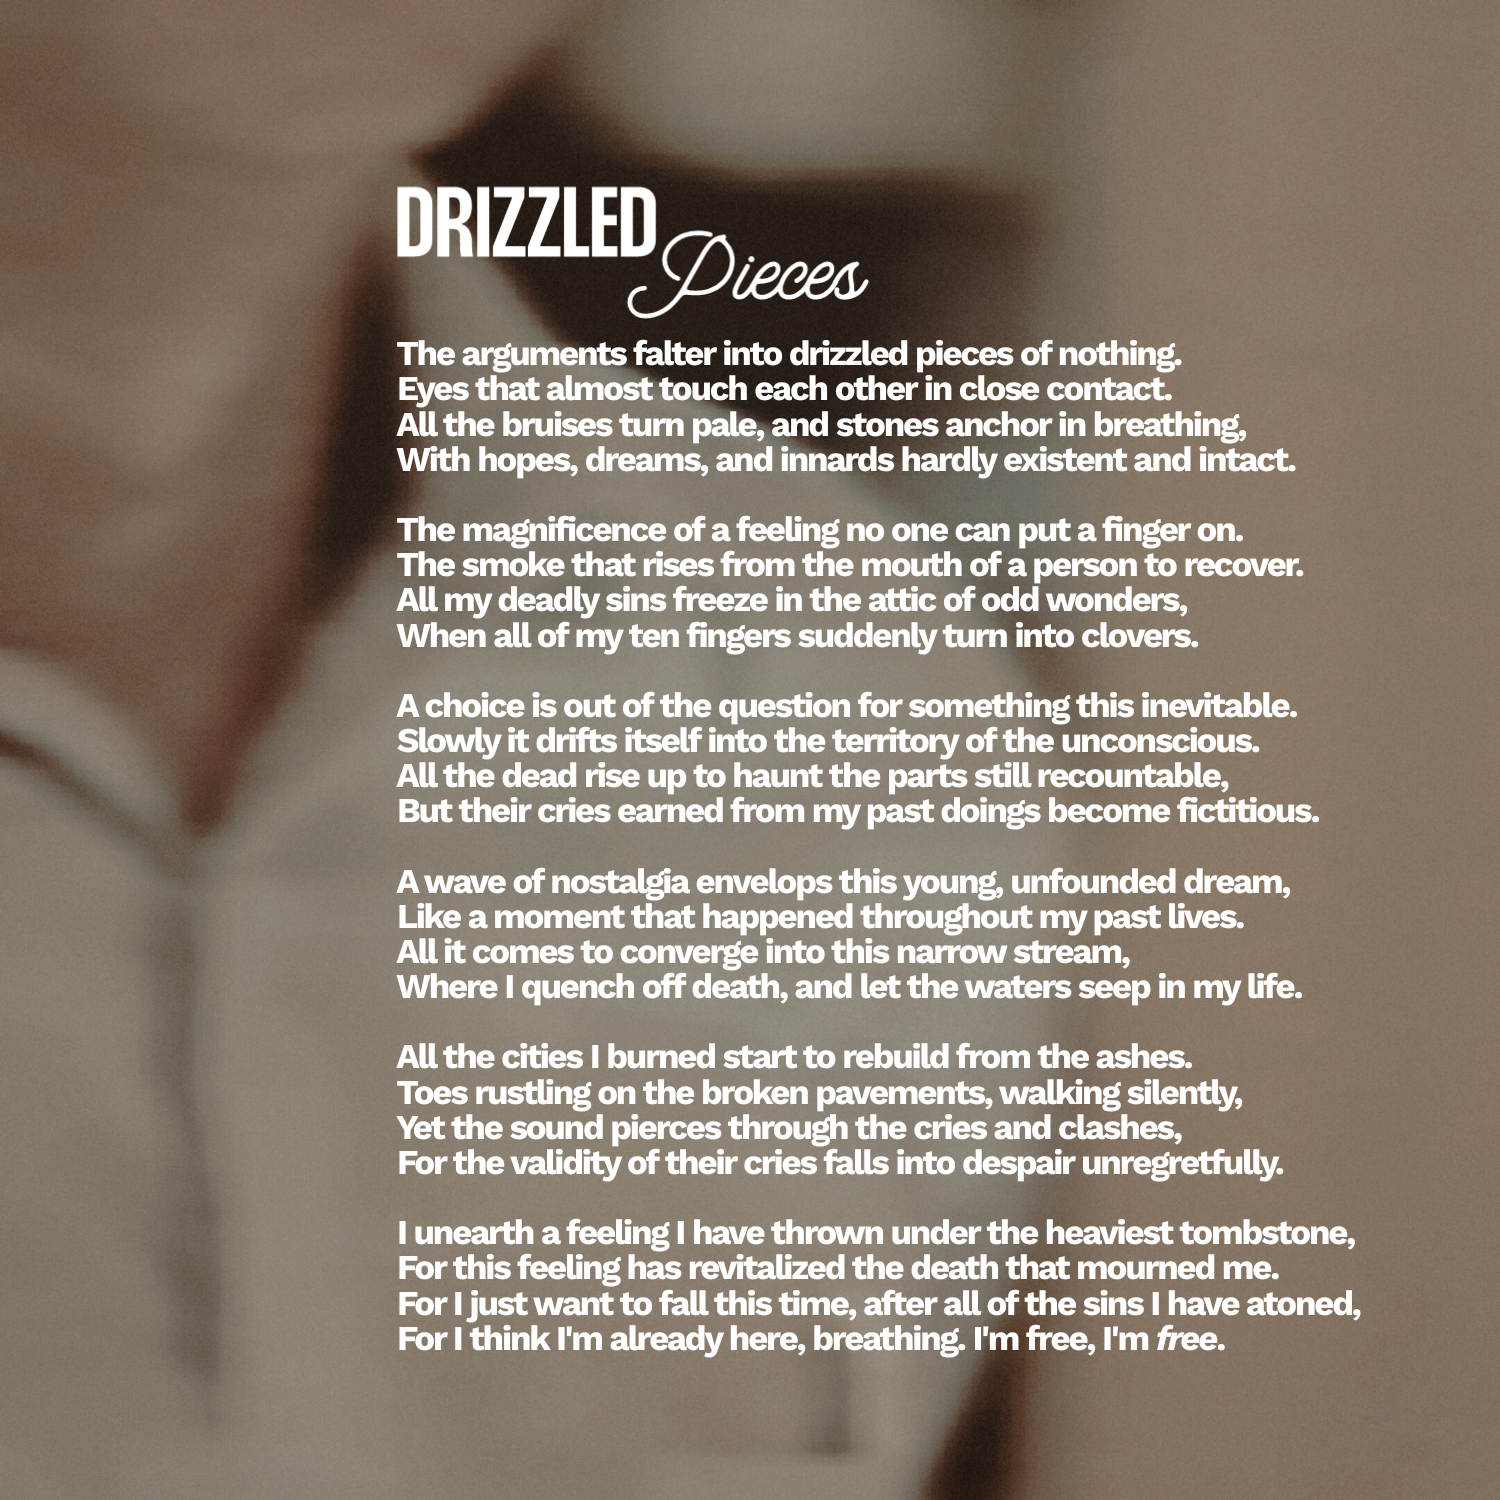 DRIZZLED
Pieces
The arguments falter into drizzled pieces of nothing.
Eyes that almost touch each other in close contact.
All the bruises turn pale, and stones anchor in breathing,
With hopes, dreams, and innards hardly existent and intact.
The magnificence of a feeling no one can put a finger on.
The smoke that rises from the mouth of a person to recover.
All my deadly sins freeze in the attic of odd wonders,
When all of my ten fingers suddenly turn into clovers.
A choice is out of the question for something this inevitable.
Slowly it drifts itself into the territory of the unconscious.
All the dead rise up to haunt the parts still recountable,
But their cries earned from my past doings become fictitious.
A wave of nostalgia envelops this young, unfounded dream,
Like a moment that happened throughout my past lives.
All it comes to converge into this narrow stream,
Where I quench off death, and let the waters seep in my life.
All the cities I burned start to rebuild from the ashes.
Toes rustling on the broken pavements, walking silently,
Yet the sound pierces through the cries and clashes,
For the validity of their cries falls into despair unregretfully.
I unearth a feeling I have thrown under the heaviest tombstone,
For this feeling has revitalized the death that mourned me.
For I just want to fall this time, after all of the sins I have atoned,
For I think I'm already here, breathing. I'm free, I'm free.